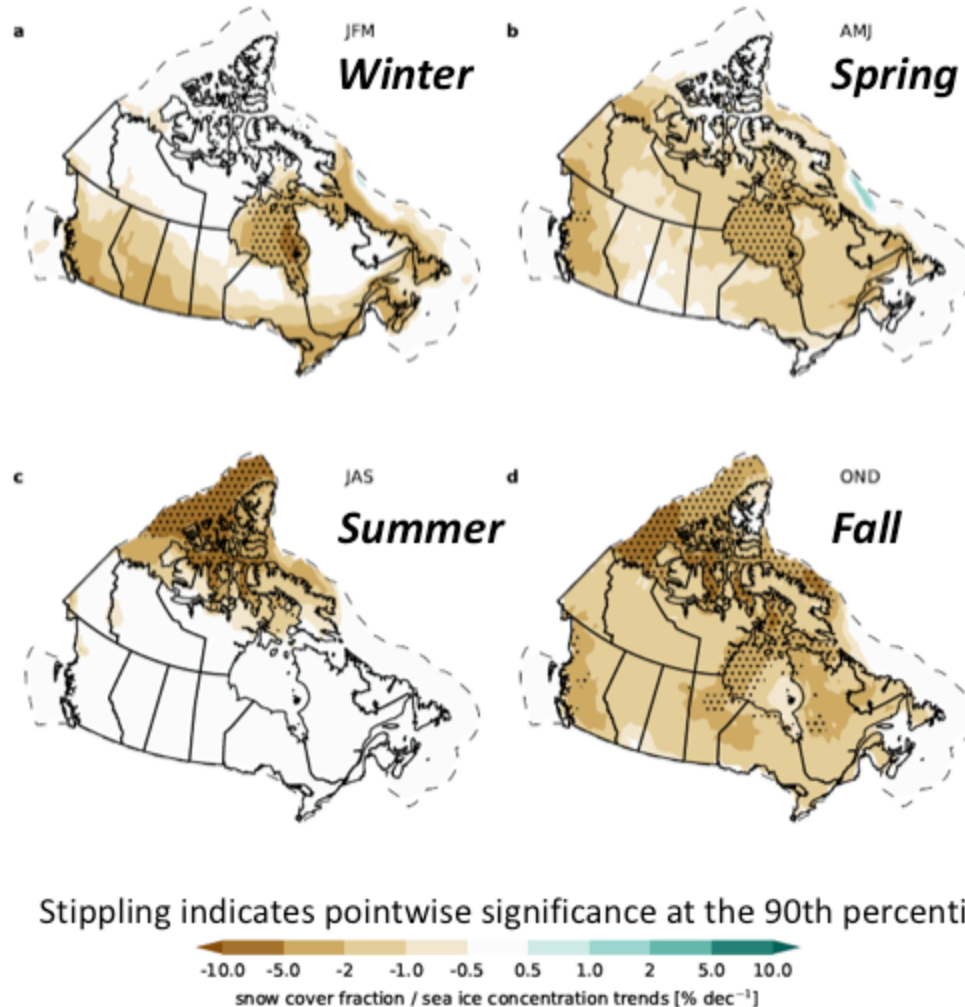 a JFM
Winter
b AMJ
Spring
c JAS
Summer
d OND
Fall
Stippling indicates pointwise significance at the 90th percenti
-10.0 -5.0 -2 -1.0 -0.5 0.5 1.0 2 5.0 10.0
snow cover fraction / sea ice concentration trends [% dec⁻¹]